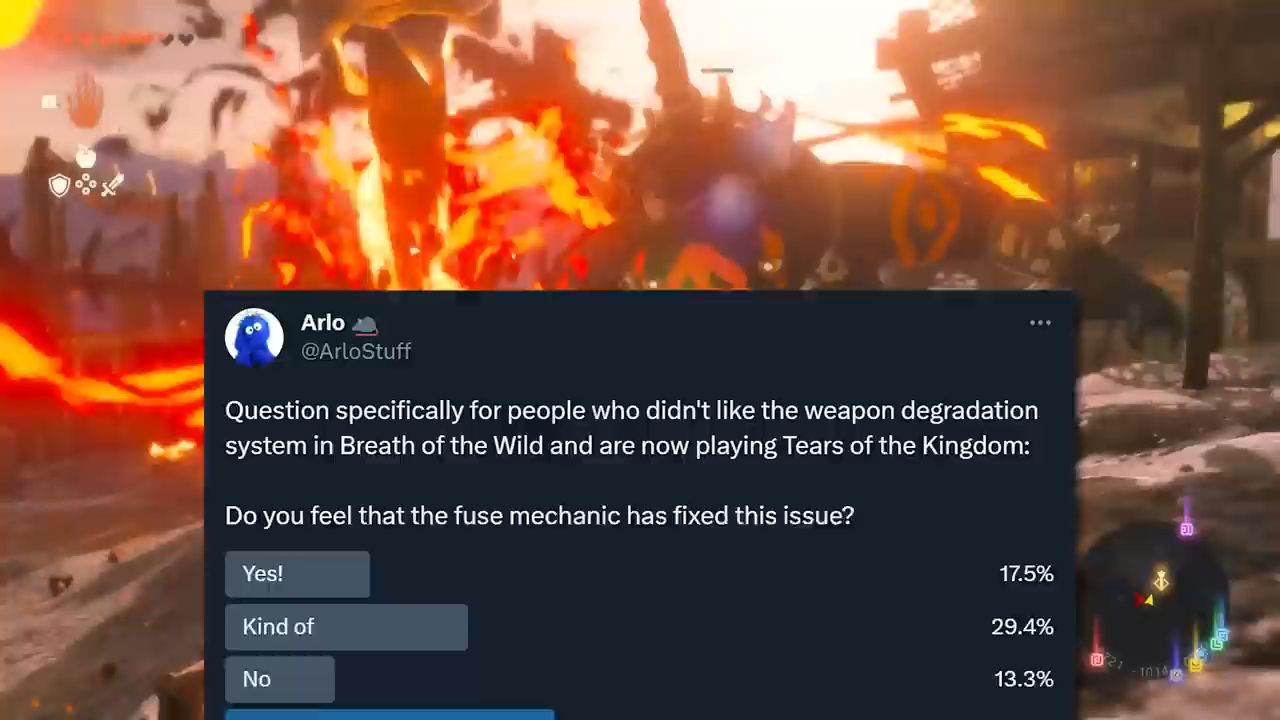 Arlo
@ArloStuff
Question specifically for people who didn't like the weapon degradation
system in Breath of the Wild and are now playing Tears of the Kingdom:
Do you feel that the fuse mechanic has fixed this issue?
Yes! 17.5%
Kind of 29.4%
No 13.3%